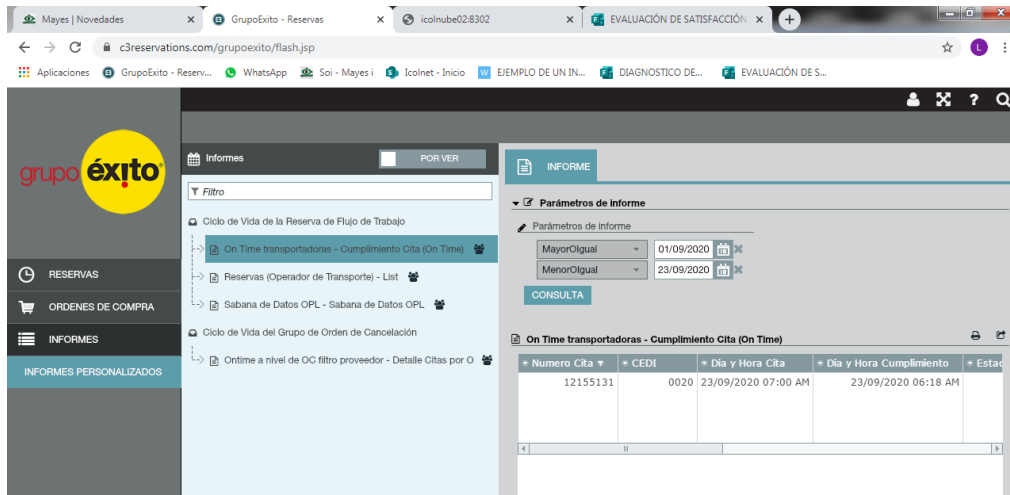 Mayes | Novedades
GrupoExito - Reservas
icolnube02:8302
EVALUACIÓN DE SATISFACCIÓN
c3reservations.com/grupoexito/flash.jsp
L
Aplicaciones
GrupoExito - Reserv...
WhatsApp
Soi - Mayes i
Icolnet - Inicio
W
EJEMPLO DE UN IN...
DIAGNOSTICO DE...
EVALUACIÓN DE S...
?
grupo éxito
RESERVAS
ORDENES DE COMPRA
INFORMES
INFORMES PERSONALIZADOS
Informes
POR VER
Filtro
Ciclo de Vida de la Reserva de Flujo de Trabajo
On Time transportadoras - Cumplimiento Cita (On Time)
Reservas (Operador de Transporte) - List
Sabana de Datos OPL - Sabana de Datos OPL
Ciclo de Vida del Grupo de Orden de Cancelación
Ontime a nivel de OC filtro proveedor - Detalle Citas por O
INFORME
Parámetros de informe
Parámetros de informe
MayorOIgual 01/09/2020
MenorOIgual 23/09/2020
CONSULTA
On Time transportadoras - Cumplimiento Cita (On Time)
Numero Cita CEDI Dia y Hora Cita Dia y Hora Cumplimiento Estad
12155131 0020 23/09/2020 07:00 AM 23/09/2020 06:18 AM